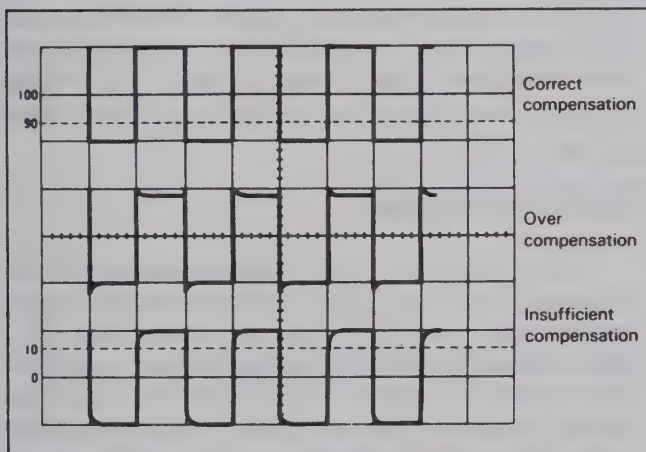 Correct
compensation
100
90
Over
compensation
Insufficient
compensation
10
0